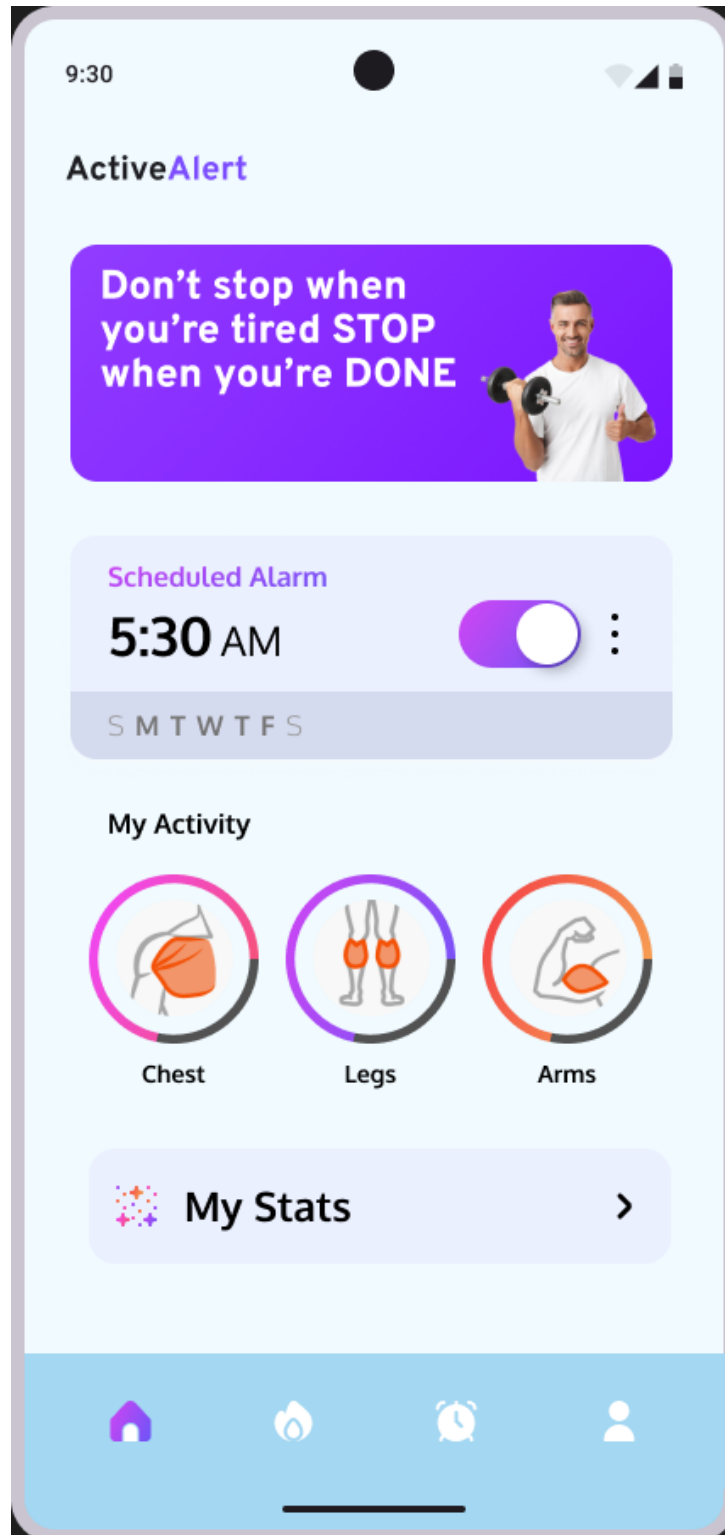 9:30
ActiveAlert
Don't stop when
you're tired STOP
when you're DONE
Scheduled Alarm
5:30 AM
S M T W T F S
My Activity
Chest Legs Arms
My Stats